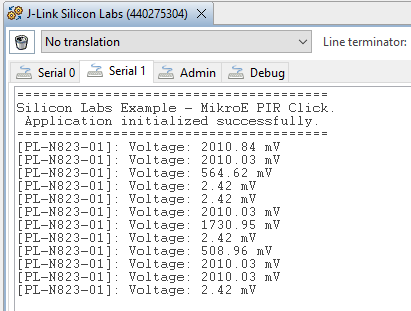 J-Link Silicon Labs (440275304)
No translation
Line terminator:
Serial 0
Serial 1
Admin
Debug
=======================================
Silicon Labs Example - MikroE PIR Click.
Application initialized successfully.
=======================================
[PL-N823-01]: Voltage: 2010.84 mV
[PL-N823-01]: Voltage: 2010.03 mV
[PL-N823-01]: Voltage: 564.62 mV
[PL-N823-01]: Voltage: 2.42 mV
[PL-N823-01]: Voltage: 2.42 mV
[PL-N823-01]: Voltage: 2010.03 mV
[PL-N823-01]: Voltage: 1730.95 mV
[PL-N823-01]: Voltage: 2.42 mV
[PL-N823-01]: Voltage: 508.96 mV
[PL-N823-01]: Voltage: 2010.03 mV
[PL-N823-01]: Voltage: 2010.03 mV
[PL-N823-01]: Voltage: 2.42 mV